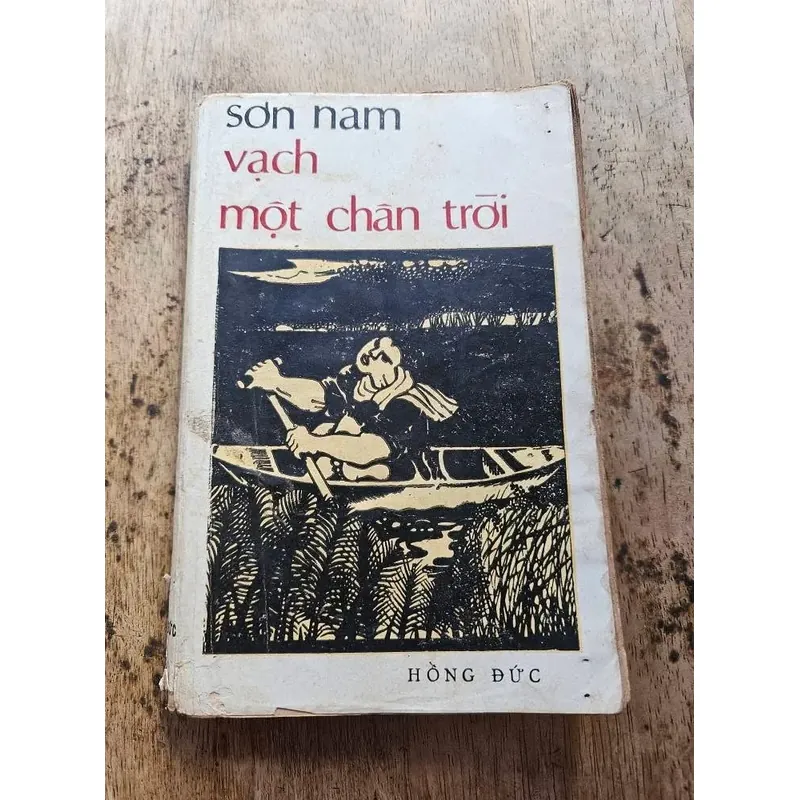 sơn nam
vạch
một chân trời
HỒNG ĐỨC